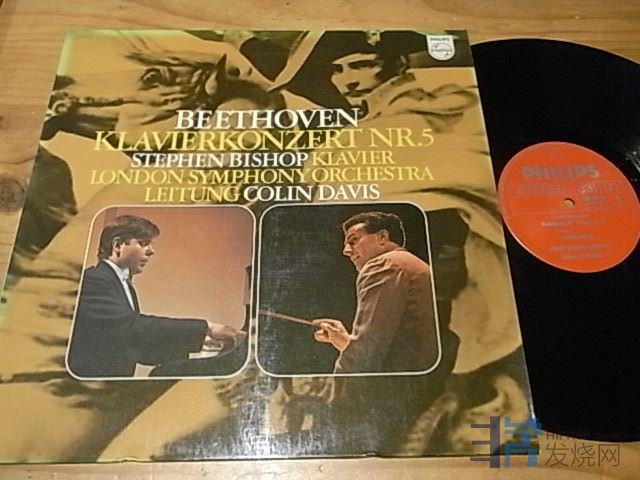 PHILIPS
BEETHOVEN
KLAVIERKONZERT NR.5
STEPHEN BISHOP KLAVIER
LONDON SYMPHONY ORCHESTRA
LEITUNG COLIN DAVIS
PHILIPS
STEREO
发烧网